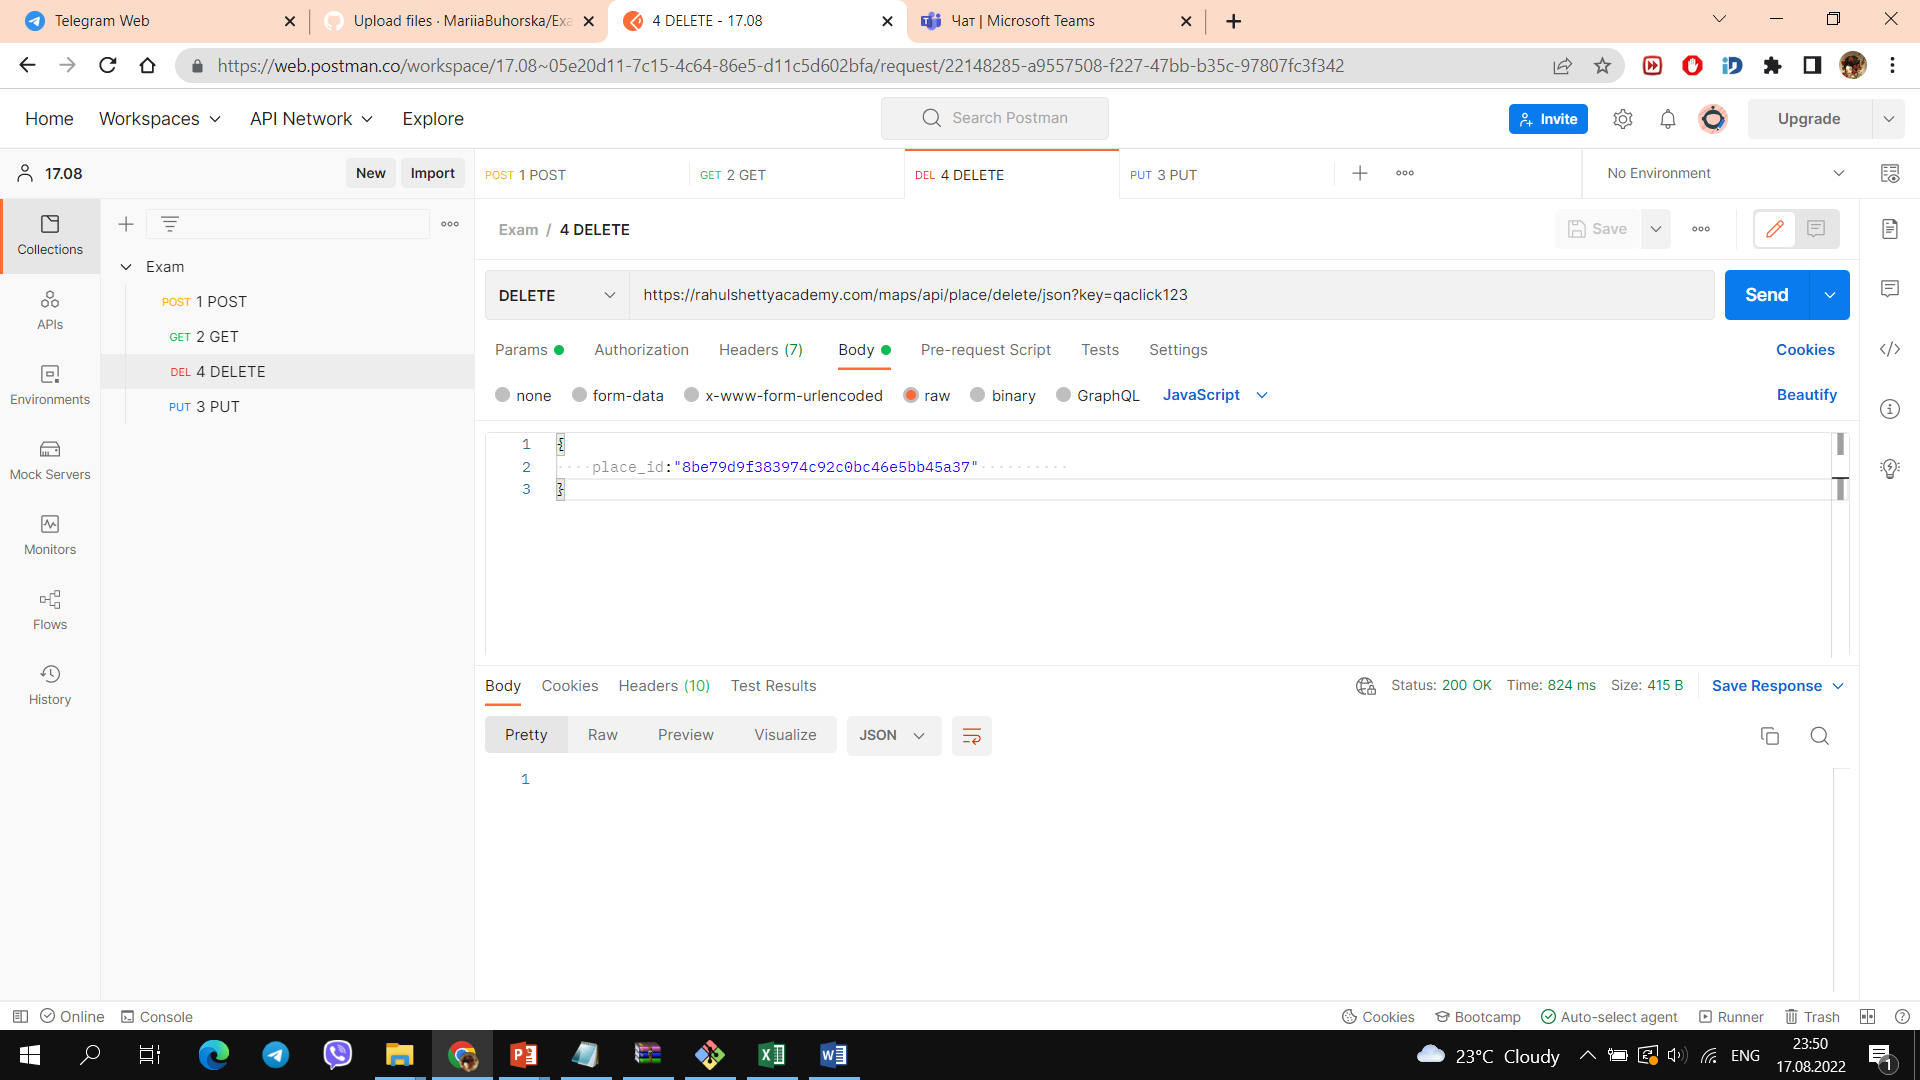 Telegram Web
Upload files · MariiaBuhorska/Exa
4 DELETE - 17.08
Чат | Microsoft Teams
https://web.postman.co/workspace/17.08~05e20d11-7c15-4c64-86e5-d11c5d602bfa/request/22148285-a9557508-f227-47bb-b35c-97807fc3f342
Home
Workspaces
API Network
Explore
Search Postman
Invite
Upgrade
17.08
New
Import
POST 1 POST
GET 2 GET
DEL 4 DELETE
PUT 3 PUT
No Environment
Collections
APIs
Environments
Mock Servers
Monitors
Flows
History
Exam
POST 1 POST
GET 2 GET
DEL 4 DELETE
PUT 3 PUT
Exam / 4 DELETE
Save
DELETE
https://rahulshettyacademy.com/maps/api/place/delete/json?key=qaclick123
Send
Params
Authorization
Headers (7)
Body
Pre-request Script
Tests
Settings
Cookies
none
form-data
x-www-form-urlencoded
raw
binary
GraphQL
JavaScript
Beautify
1 {
2 place_id:"8be79d9f383974c92c0bc46e5bb45a37"
3 }
Body
Cookies
Headers (10)
Test Results
Status: 200 OK
Time: 824 ms
Size: 415 B
Save Response
Pretty
Raw
Preview
Visualize
JSON
1
Online
Console
Cookies
Bootcamp
Auto-select agent
Runner
Trash
23°C Cloudy
ENG
23:50
17.08.2022
1